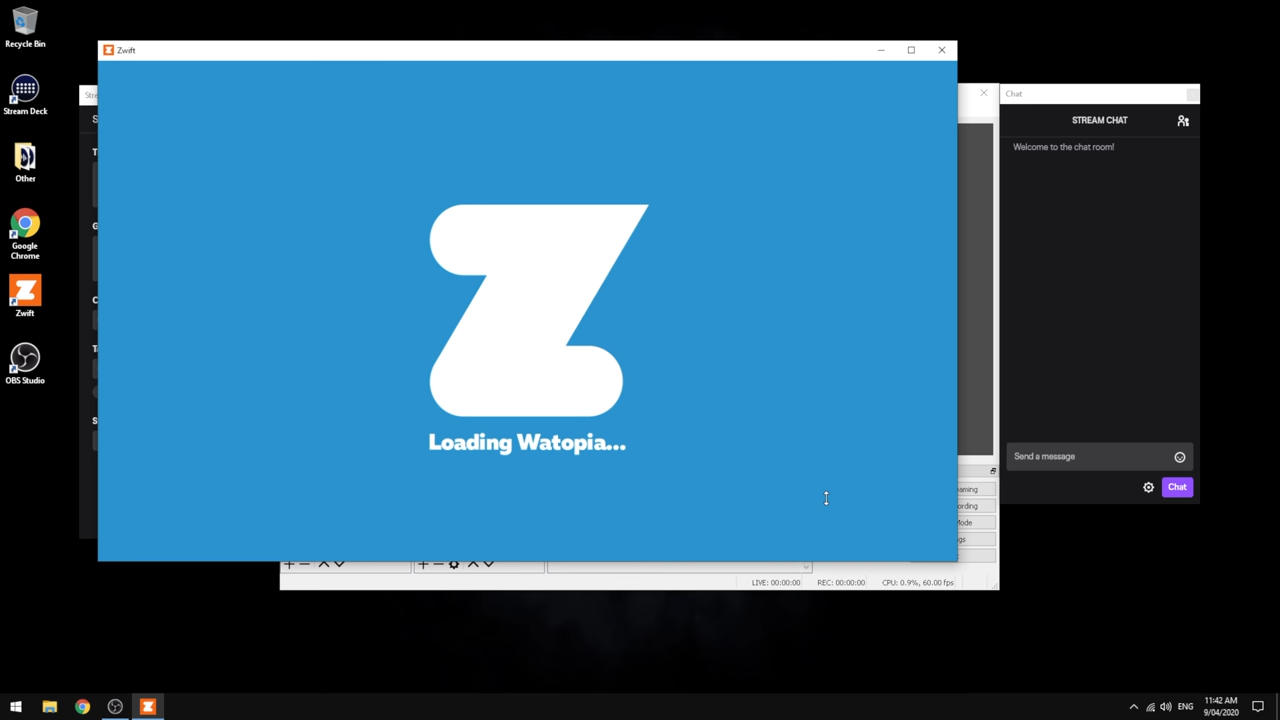 Recycle Bin
Stream Deck
Other
Google
Chrome
Zwift
OBS Studio
Zwift
Loading Watopia...
Chat
STREAM CHAT
Welcome to the chat room!
Send a message
Chat
LIVE: 00:00:00
REC: 00:00:00
CPU: 0.9%, 60.00 fps
ENG
11:42 AM
9/04/2020